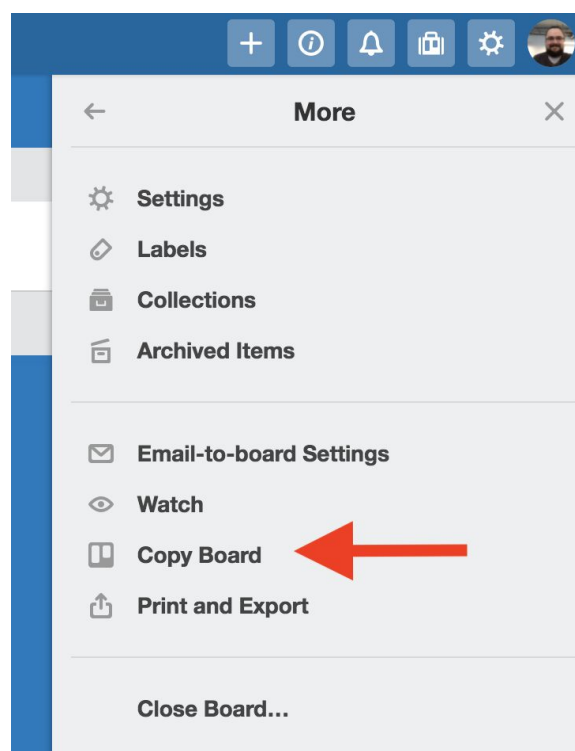 More
Settings
Labels
Collections
Archived Items
Email-to-board Settings
Watch
Copy Board
Print and Export
Close Board...